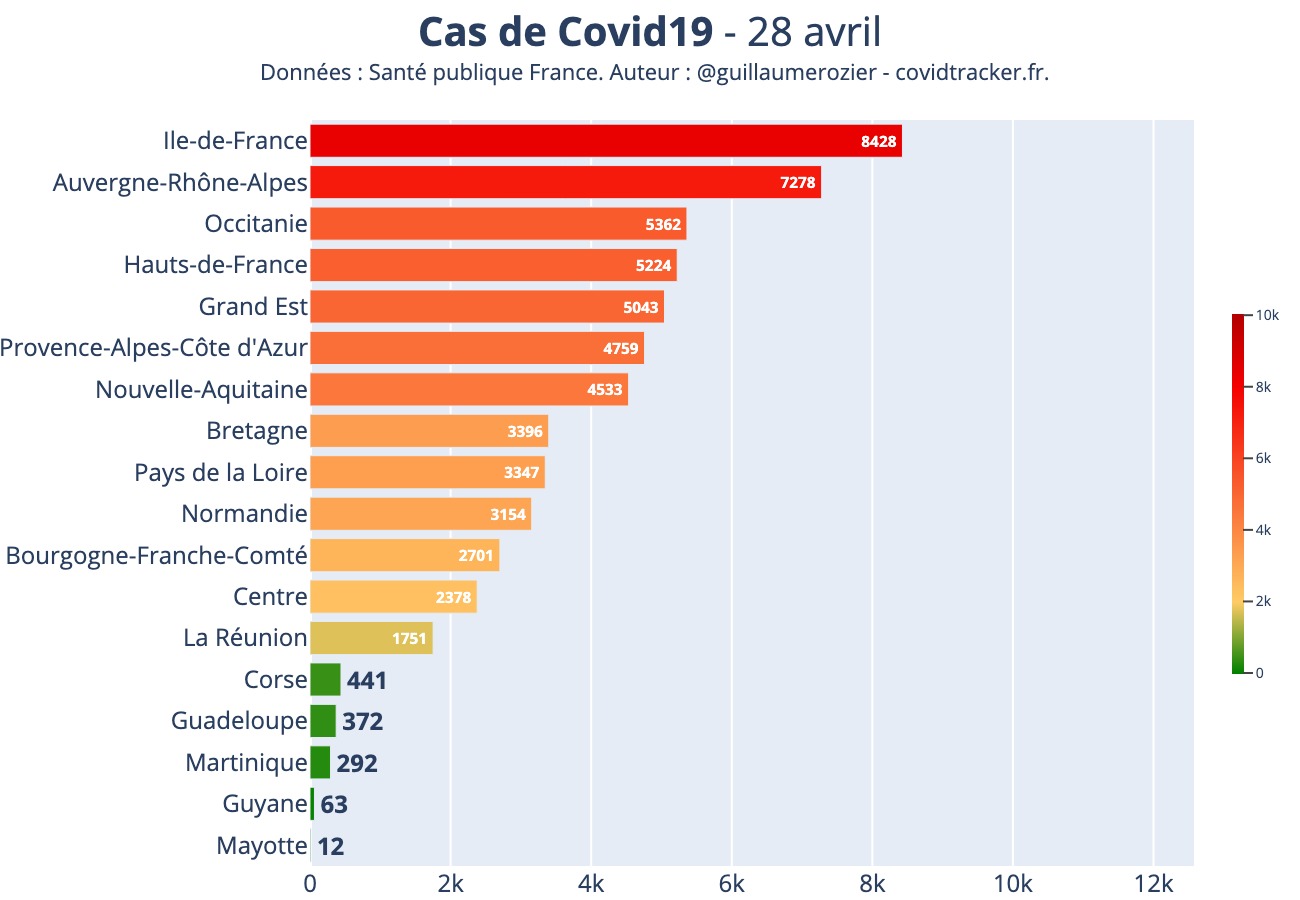 Cas de Covid19 - 28 avril
Données : Santé publique France. Auteur : @guillaumerozier - covidtracker.fr.
Ile-de-France 8428
Auvergne-Rhône-Alpes 7278
Occitanie 5362
Hauts-de-France 5224
Grand Est 5043
Provence-Alpes-Côte d'Azur 4759
Nouvelle-Aquitaine 4533
Bretagne 3396
Pays de la Loire 3347
Normandie 3154
Bourgogne-Franche-Comté 2701
Centre 2378
La Réunion 1751
Corse 441
Guadeloupe 372
Martinique 292
Guyane 63
Mayotte 12
0 2k 4k 6k 8k 10k 12k
10k
8k
6k
4k
2k
0